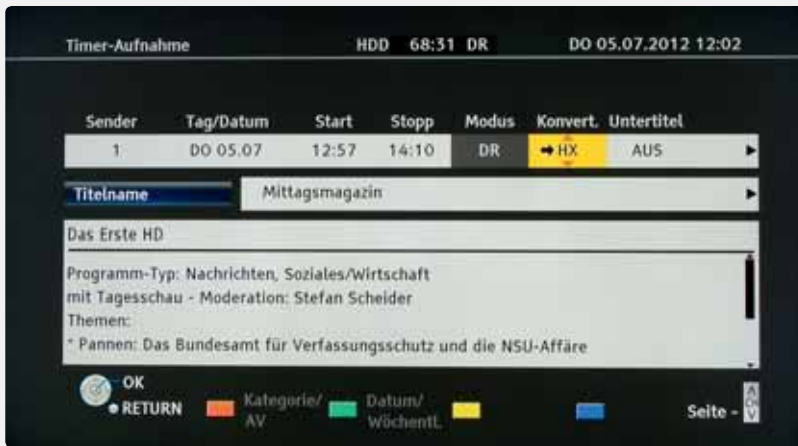 Timer-Aufnahme HDD 68:31 DR DO 05.07.2012 12:02
Sender Tag/Datum Start Stopp Modus Konvert. Untertitel
1 DO 05.07 12:57 14:10 DR ➡HX AUS
Titelname Mittagsmagazin
Das Erste HD
Programm-Typ: Nachrichten, Soziales/Wirtschaft
mit Tagesschau - Moderation: Stefan Scheider
Themen:
* Pannen: Das Bundesamt für Verfassungsschutz und die NSU-Affäre
OK
RETURN Kategorie/ Datum/
AV Wöchentl. Seite - CH